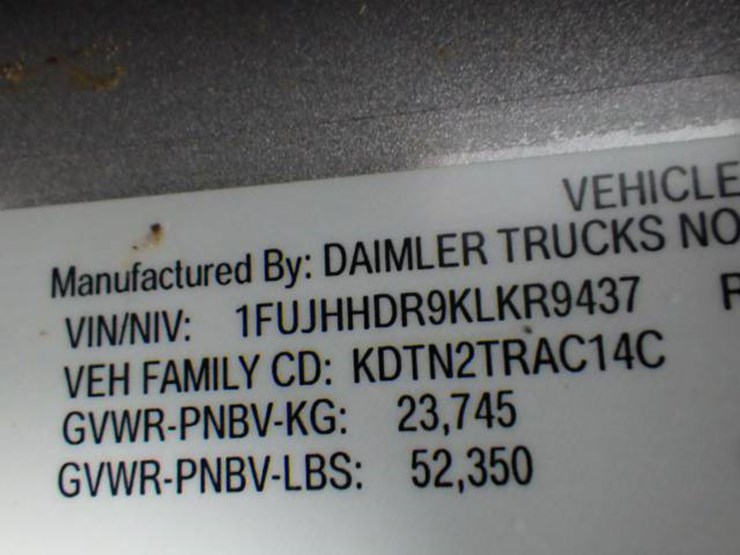 VEHICLE
Manufactured By: DAIMLER TRUCKS NO
VIN/NIV: 1FUJHHDR9KLKR9437
VEH FAMILY CD: KDTN2TRAC14C
GVWR-PNBV-KG: 23,745
GVWR-PNBV-LBS: 52,350